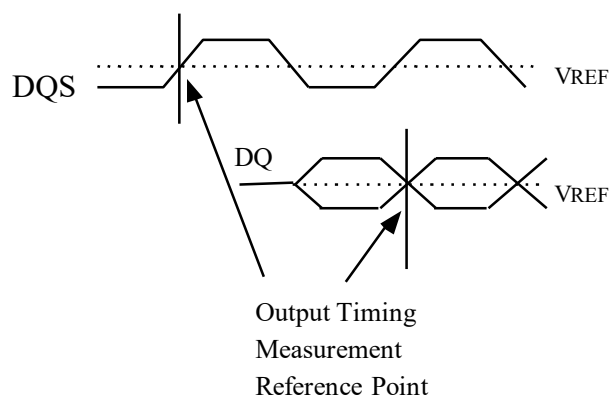 DQS
VREF
DQ
VREF
Output Timing
Measurement
Reference Point